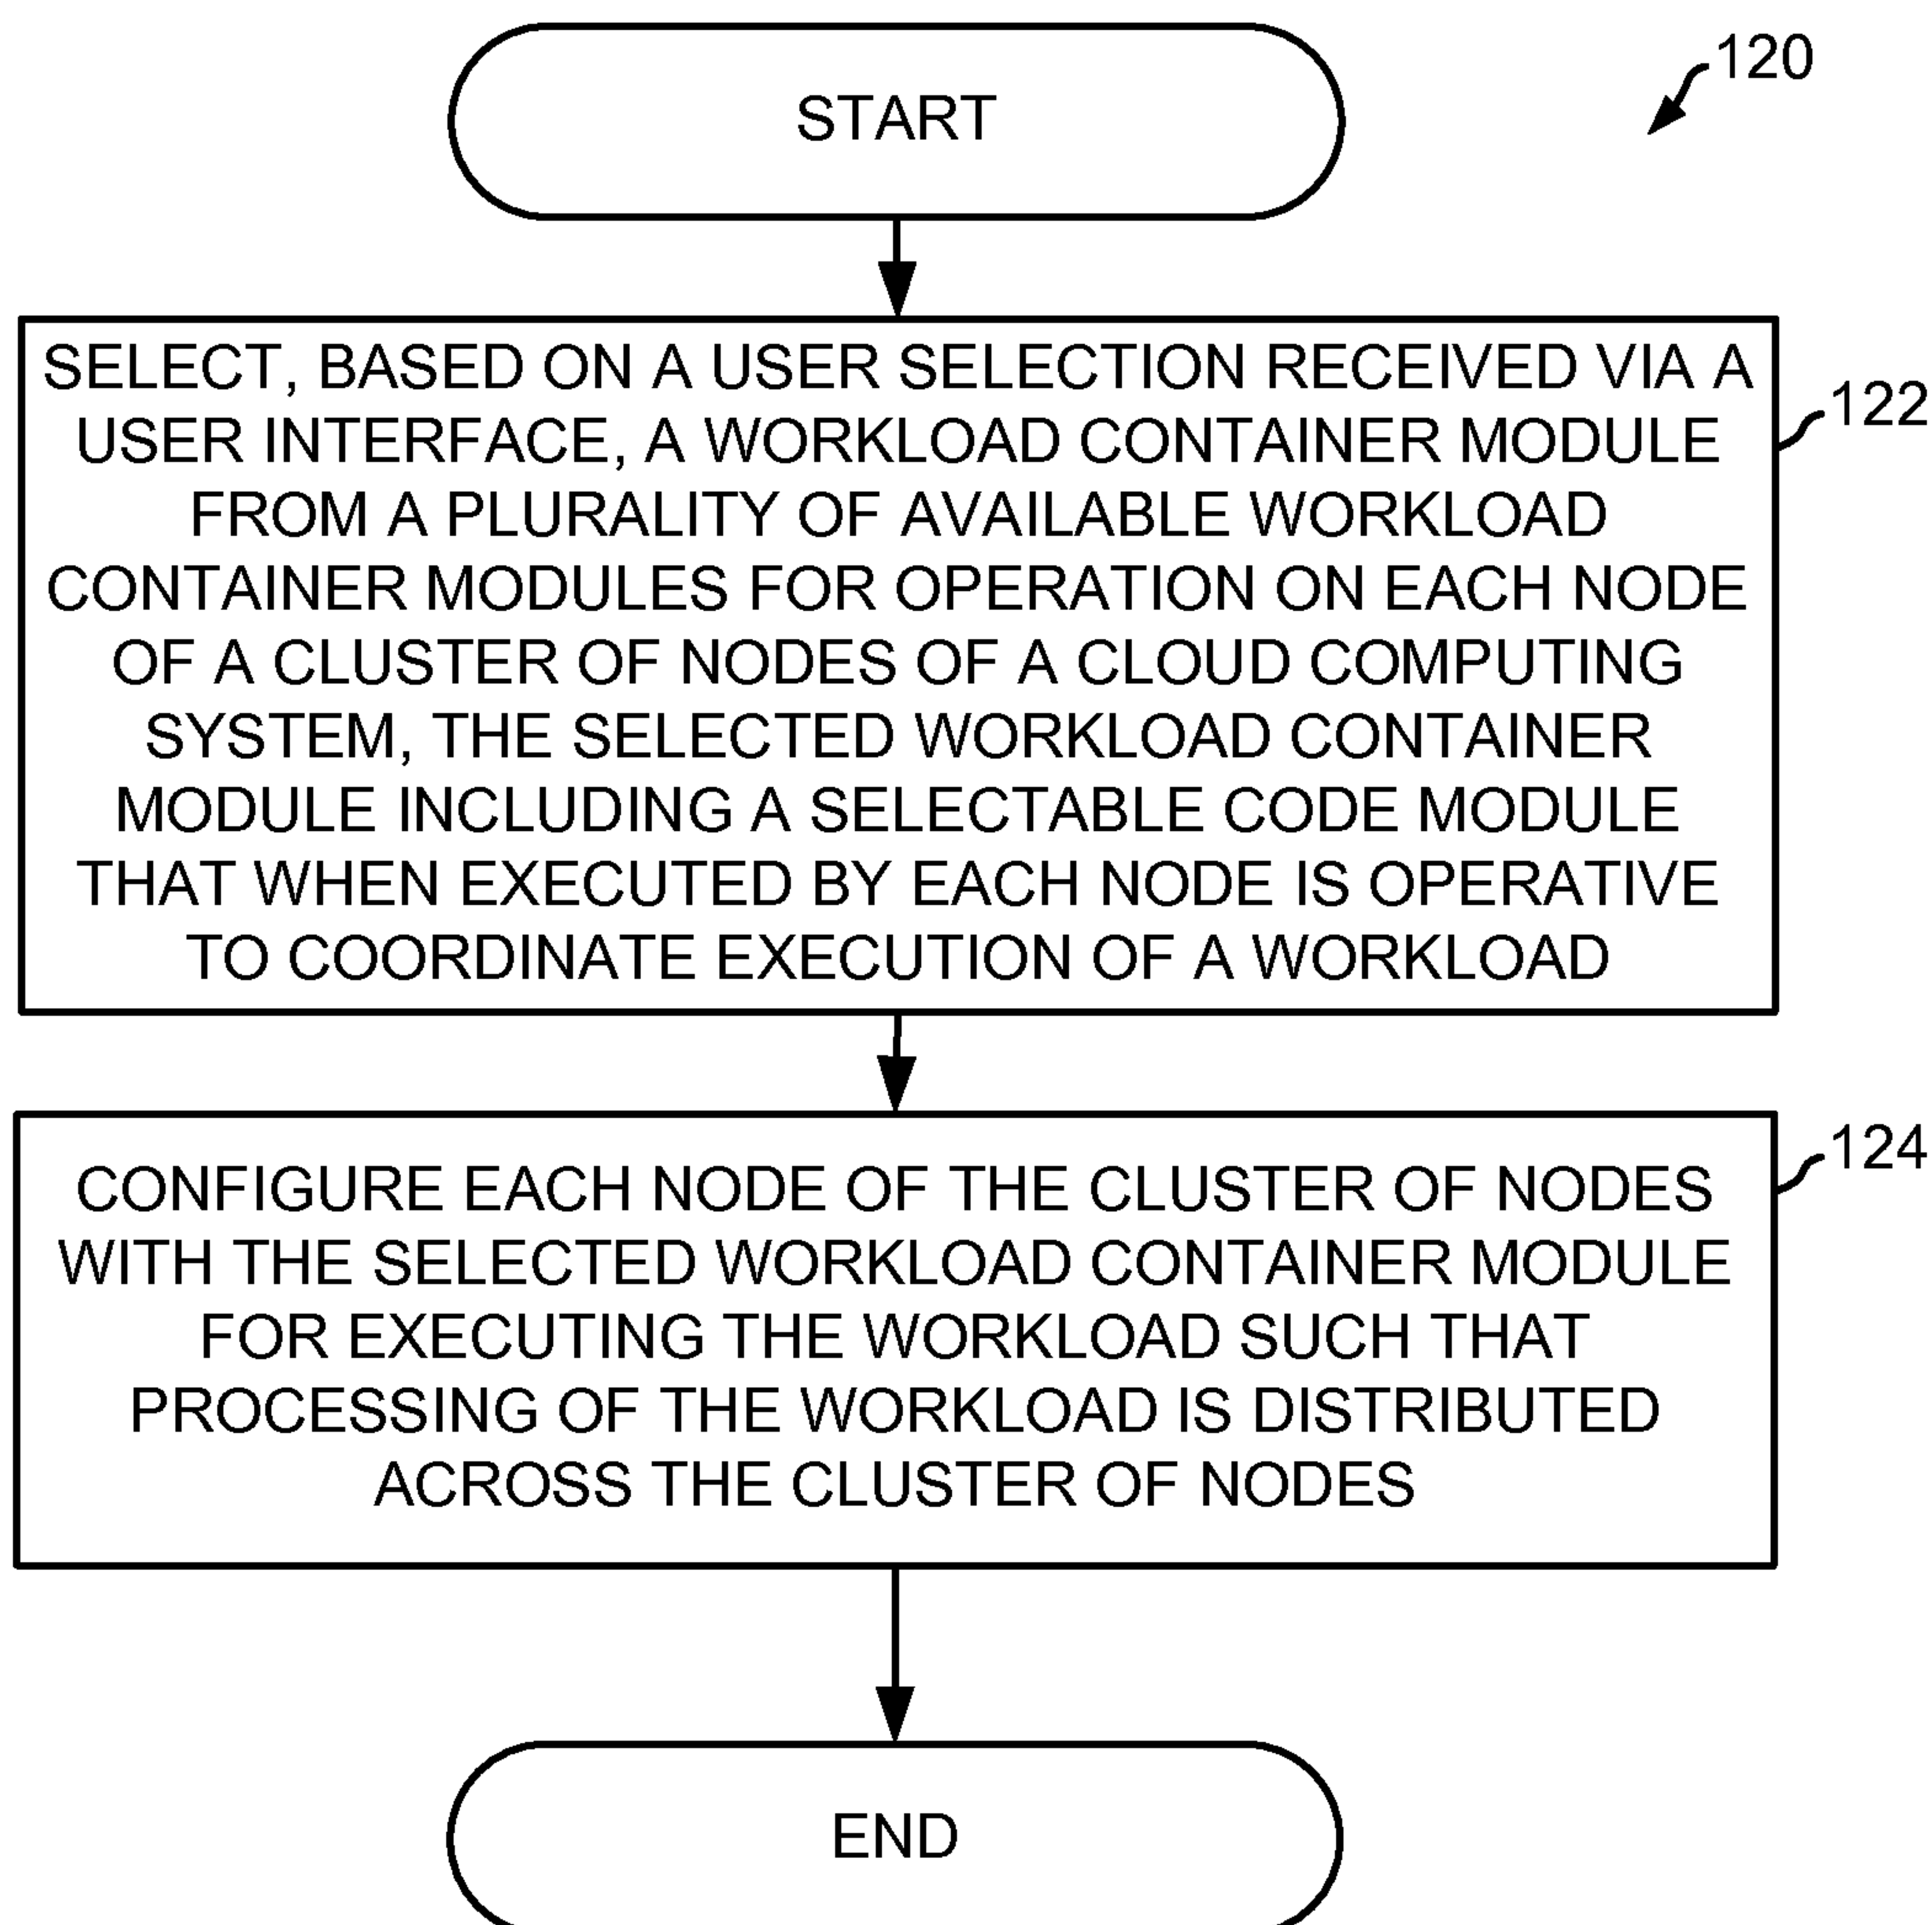 START
120
SELECT, BASED ON A USER SELECTION RECEIVED VIA A
USER INTERFACE, A WORKLOAD CONTAINER MODULE
FROM A PLURALITY OF AVAILABLE WORKLOAD
CONTAINER MODULES FOR OPERATION ON EACH NODE
OF A CLUSTER OF NODES OF A CLOUD COMPUTING
SYSTEM, THE SELECTED WORKLOAD CONTAINER
MODULE INCLUDING A SELECTABLE CODE MODULE
THAT WHEN EXECUTED BY EACH NODE IS OPERATIVE
TO COORDINATE EXECUTION OF A WORKLOAD
122
CONFIGURE EACH NODE OF THE CLUSTER OF NODES
WITH THE SELECTED WORKLOAD CONTAINER MODULE
FOR EXECUTING THE WORKLOAD SUCH THAT
PROCESSING OF THE WORKLOAD IS DISTRIBUTED
ACROSS THE CLUSTER OF NODES
124
END